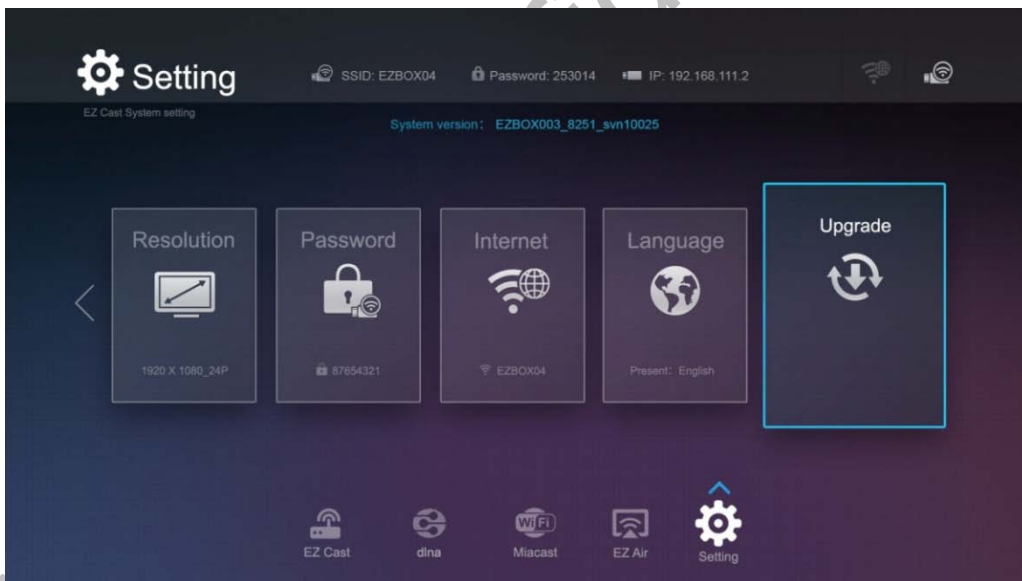 Setting
SSID: EZBOX04
Password: 253014
IP: 192.168.111.2
EZ Cast System setting
System version: EZBOX003_8251_svn10025
Resolution
Password
Internet
Language
Upgrade
1920 X 1080_24P
87654321
EZBOX04
Present: English
EZ Cast
dlna
WiFi
Miacast
EZ Air
Setting